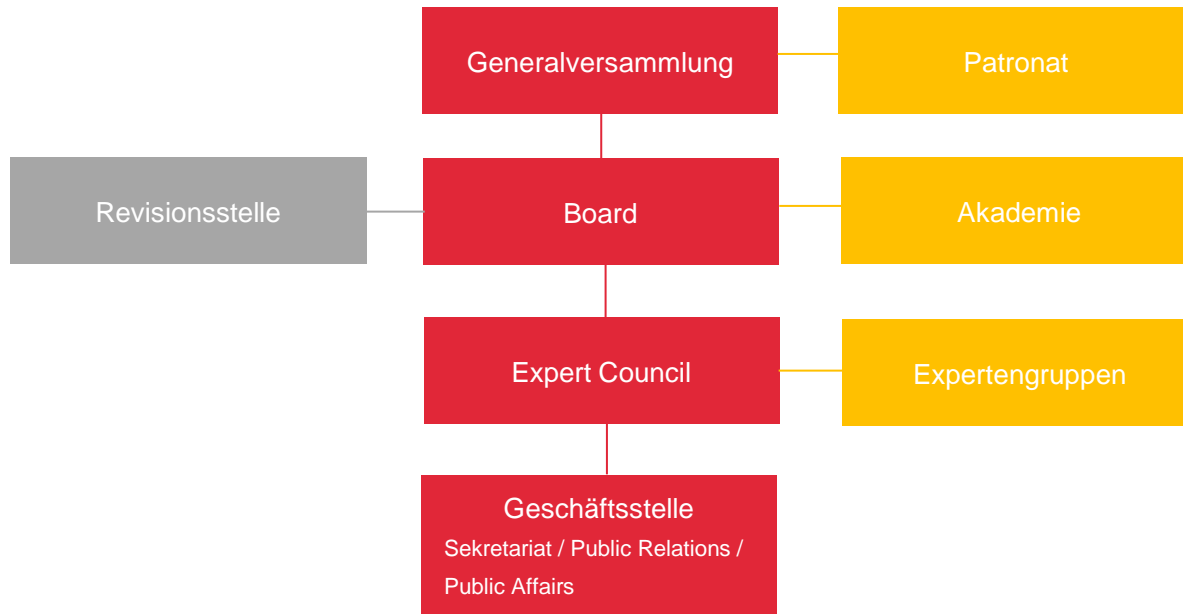 Generalversammlung
Patronat
Revisionsstelle
Board
Akademie
Expert Council
Expertengruppen
Geschäftsstelle
Sekretariat / Public Relations /
Public Affairs